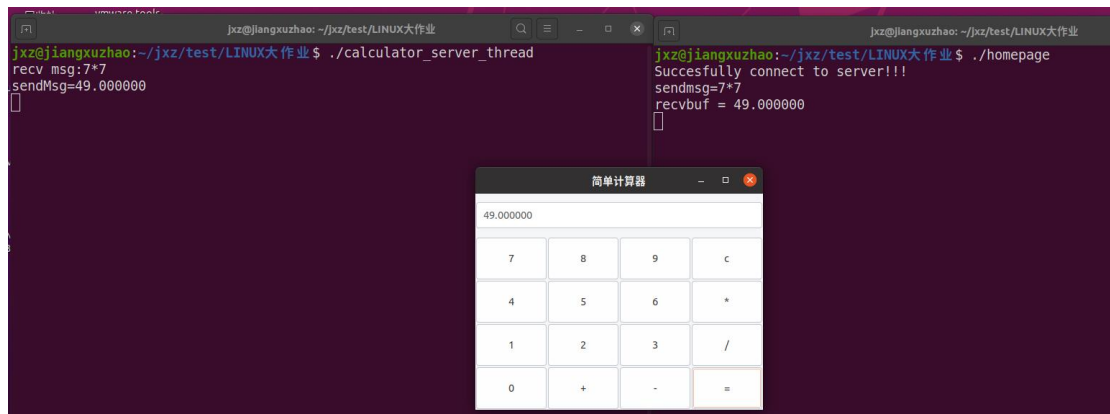 vmware tools
jxz@jiangxuzhao: ~/jxz/test/LINUX大作业
jxz@jiangxuzhao:~/jxz/test/LINUX大作业$ ./calculator_server_thread
recv msg:7*7
sendMsg=49.000000
jxz@jiangxuzhao: ~/jxz/test/LINUX大作业
jxz@jiangxuzhao:~/jxz/test/LINUX大作业$ ./homepage
Succesfully connect to server!!!
sendmsg=7*7
recvbuf = 49.000000
简单计算器
49.000000
7 8 9 c
4 5 6 *
1 2 3 /
0 + - =